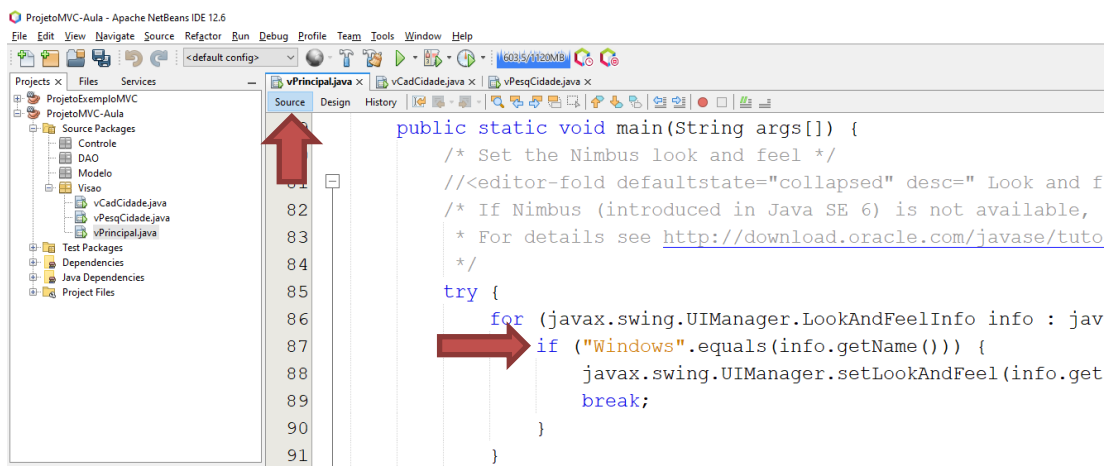 ProjetoMVC-Aula - Apache NetBeans IDE 12.6
File Edit View Navigate Source Refactor Run Debug Profile Team Tools Window Help
<default config> 603,5/1120MB
Projects Files Services
ProjetoExemploMVC
ProjetoMVC-Aula
Source Packages
Controle
DAO
Modelo
Visao
vCadCidade.java
vPesqCidade.java
vPrincipal.java
Test Packages
Dependencies
Java Dependencies
Project Files
vPrincipal.java vCadCidade.java vPesqCidade.java
Source Design History
public static void main(String args[]) {
/* Set the Nimbus look and feel */
//<editor-fold defaultstate="collapsed" desc=" Look and f
82 /* If Nimbus (introduced in Java SE 6) is not available,
83 * For details see http://download.oracle.com/javase/tuto
84 */
85 try {
86 for (javax.swing.UIManager.LookAndFeelInfo info : jav
87 if ("Windows".equals(info.getName())) {
88 javax.swing.UIManager.setLookAndFeel(info.get
89 break;
90 }
91 }